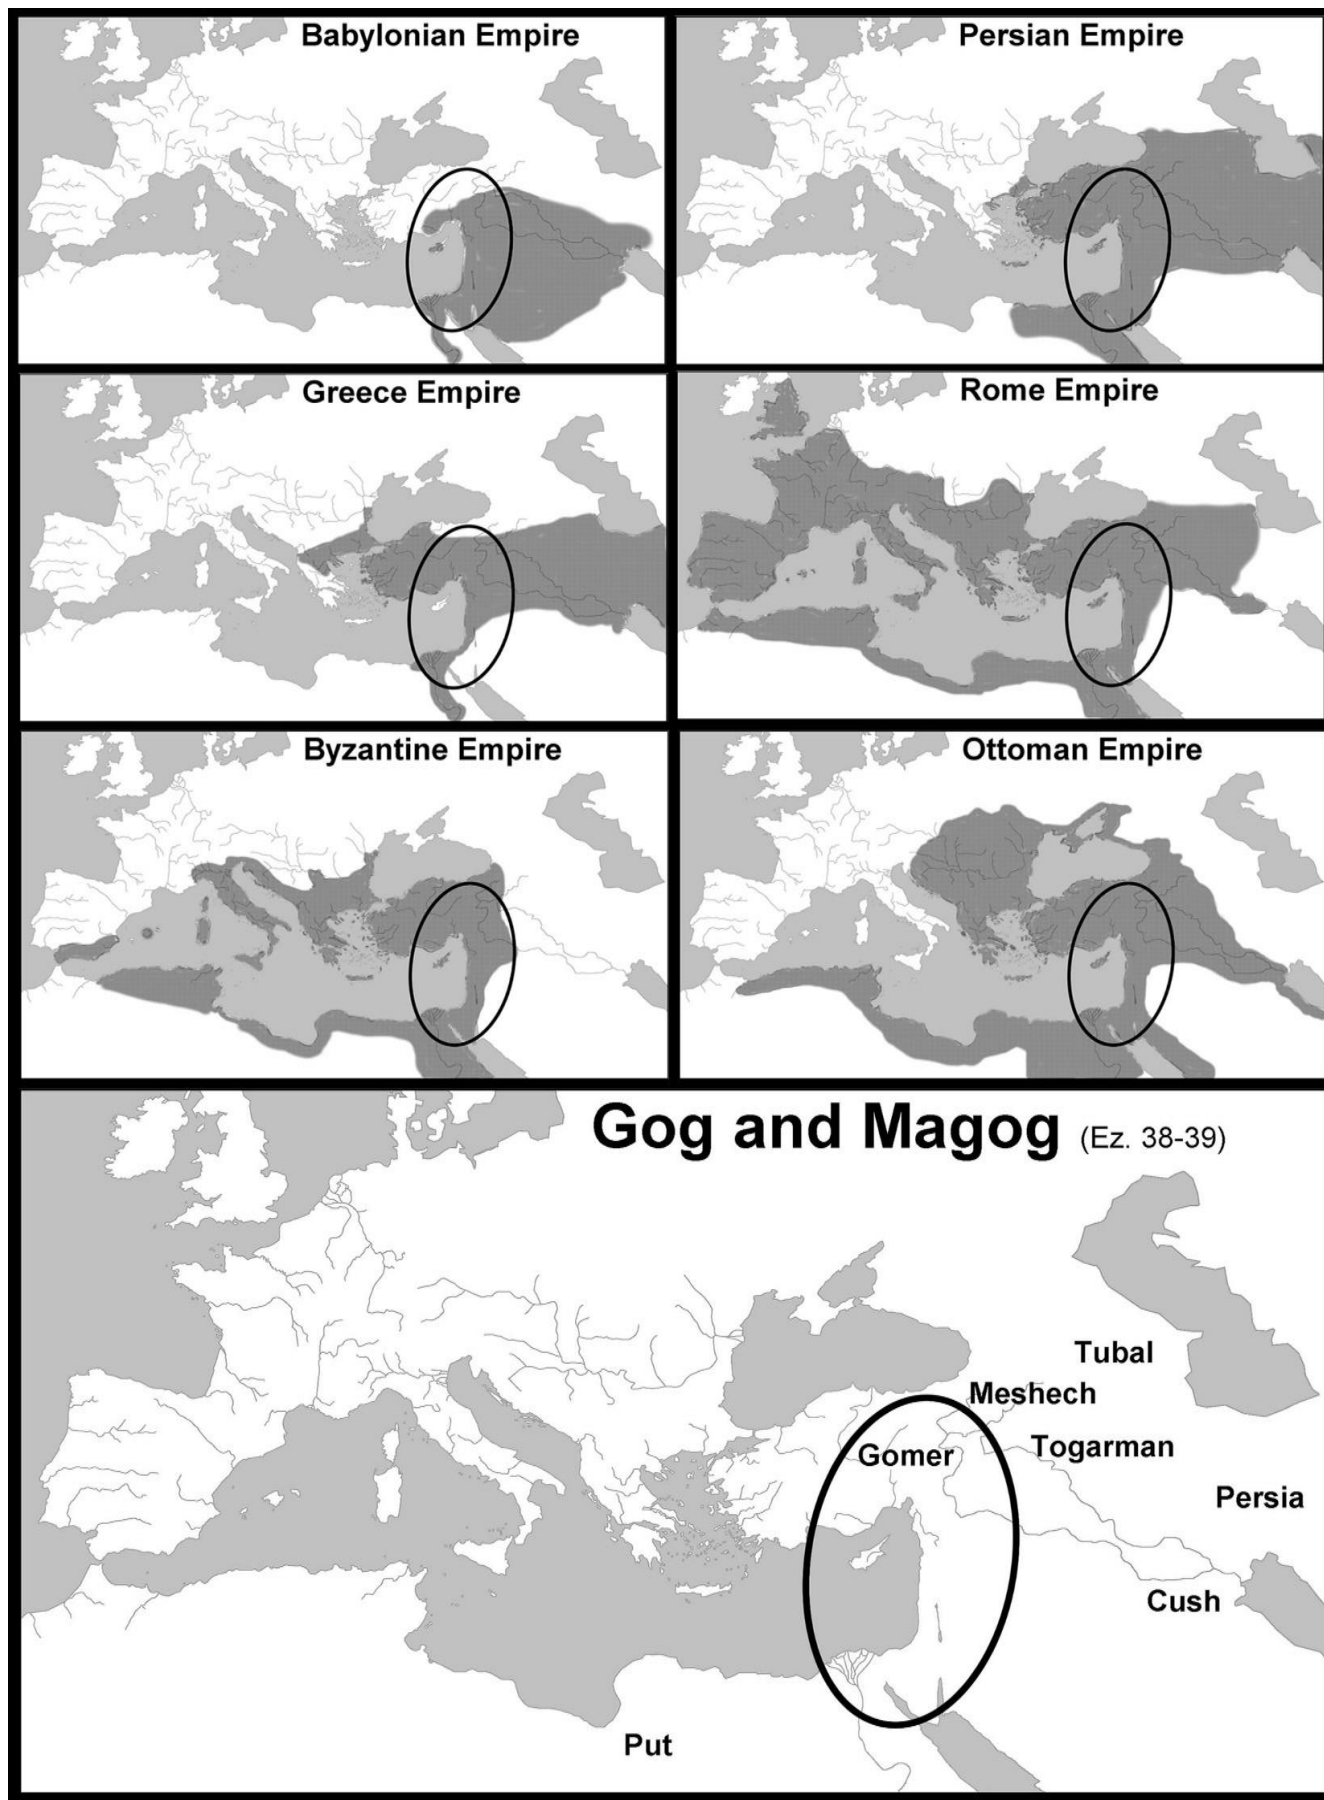 Babylonian Empire
Persian Empire
Greece Empire
Rome Empire
Byzantine Empire
Ottoman Empire
Gog and Magog (Ez. 38-39)
Tubal
Meshech
Gomer
Togarman
Persia
Cush
Put